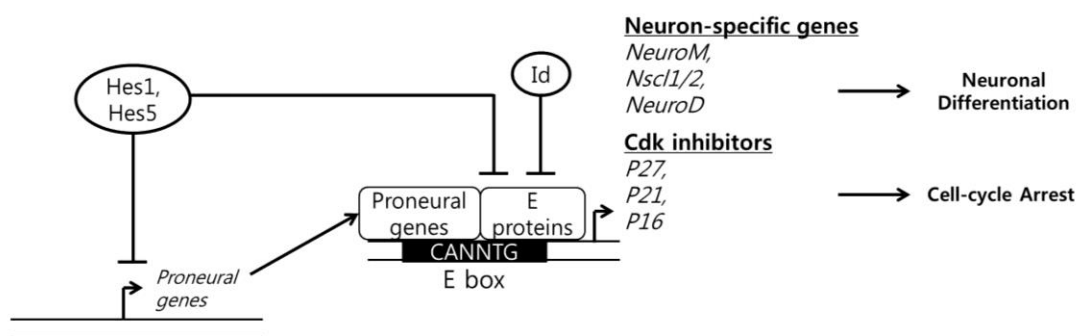 Neuron-specific genes
NeuroM,
Nscl1/2,
NeuroD
Neuronal
Differentiation
Id
Hes1,
Hes5
Cdk inhibitors
P27,
P21,
P16
Cell-cycle Arrest
Proneural
genes
E
proteins
CANNTG
E box
Proneural
genes